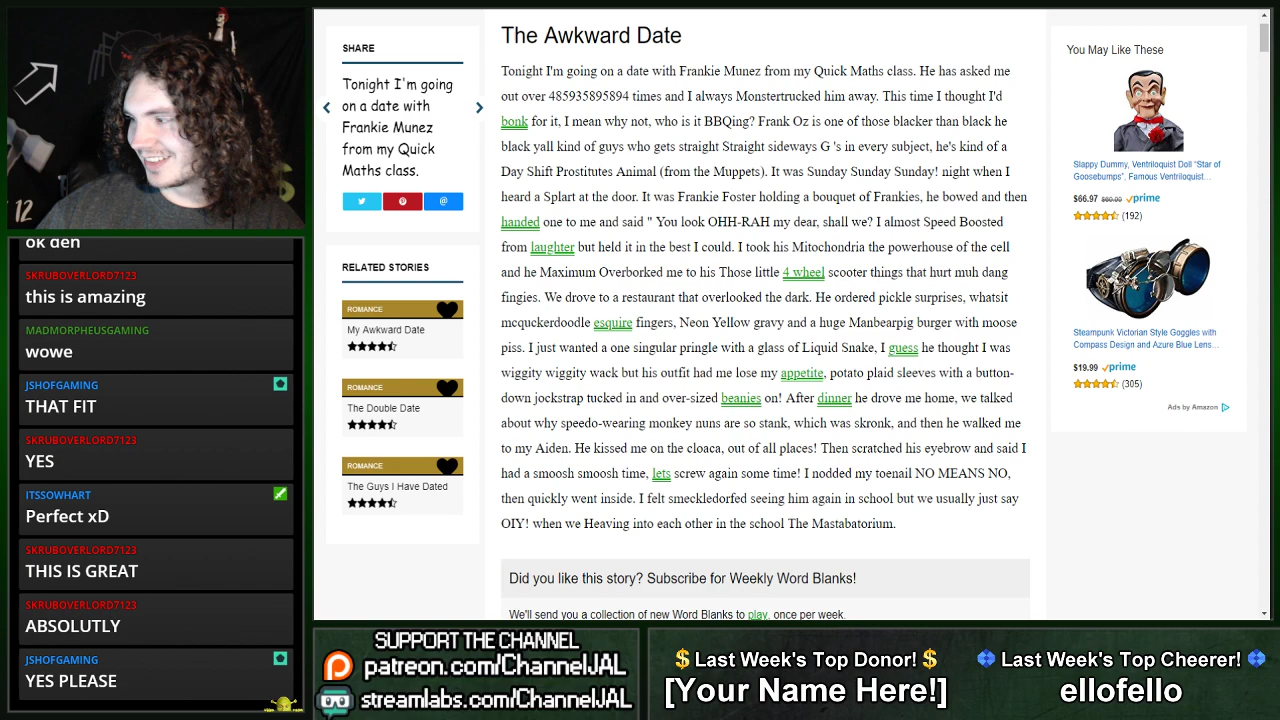 12
ok den
SKRUBOVERLORD7123
this is amazing
MADMORPHEUSGAMING
wowe
JSHOFGAMING
THAT FIT
SKRUBOVERLORD7123
YES
ITSSOWHART
Perfect xD
SKRUBOVERLORD7123
THIS IS GREAT
SKRUBOVERLORD7123
ABSOLUTLY
JSHOFGAMING
YES PLEASE
SHARE
Tonight I'm going
on a date with
Frankie Munez
from my Quick
Maths class.
RELATED STORIES
ROMANCE
My Awkward Date
ROMANCE
The Double Date
ROMANCE
The Guys I Have Dated
The Awkward Date
Tonight I'm going on a date with Frankie Munez from my Quick Maths class. He has asked me
out over 485935895894 times and I always Monstertrucked him away. This time I thought I'd
bonk for it, I mean why not, who is it BBQing? Frank Oz is one of those blacker than black he
black yall kind of guys who gets straight Straight sideways G 's in every subject, he's kind of a
Day Shift Prostitutes Animal (from the Muppets). It was Sunday Sunday Sunday! night when I
heard a Splart at the door. It was Frankie Foster holding a bouquet of Frankies, he bowed and then
handed one to me and said " You look OHH-RAH my dear, shall we? I almost Speed Boosted
from laughter but held it in the best I could. I took his Mitochondria the powerhouse of the cell
and he Maximum Overborked me to his Those little 4 wheel scooter things that hurt muh dang
fingies. We drove to a restaurant that overlooked the dark. He ordered pickle surprises, whatsit
mcquckerdoodle esquire fingers, Neon Yellow gravy and a huge Manbearpig burger with moose
piss. I just wanted a one singular pringle with a glass of Liquid Snake, I guess he thought I was
wiggity wiggity wack but his outfit had me lose my appetite, potato plaid sleeves with a button-
down jockstrap tucked in and over-sized beanies on! After dinner he drove me home, we talked
about why speedo-wearing monkey nuns are so stank, which was skronk, and then he walked me
to my Aiden. He kissed me on the cloaca, out of all places! Then scratched his eyebrow and said I
had a smoosh smoosh time, lets screw again some time! I nodded my toenail NO MEANS NO,
then quickly went inside. I felt smeckledorfed seeing him again in school but we usually just say
OIY! when we Heaving into each other in the school The Mastabatorium.
Did you like this story? Subscribe for Weekly Word Blanks!
We'll send you a collection of new Word Blanks to play, once per week.
You May Like These
Slappy Dummy, Ventriloquist Doll "Star of
Goosebumps", Famous Ventriloquist...
$66.97 $69.99 prime
(192)
Steampunk Victorian Style Goggles with
Compass Design and Azure Blue Lens...
$19.99 prime
(305)
Ads by Amazon
SUPPORT THE CHANNEL
patreon.com/ChannelJAL
streamlabs.com/ChannelJAL
$ Last Week's Top Donor! $
[Your Name Here!]
Last Week's Top Cheerer!
ellofello